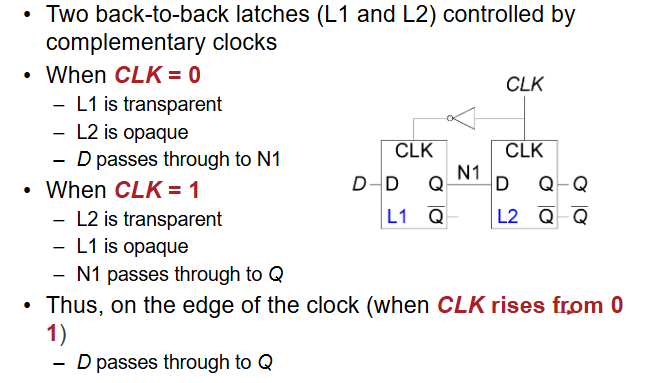 • Two back-to-back latches (L1 and L2) controlled by
complementary clocks
• When CLK = 0
– L1 is transparent
– L2 is opaque
– D passes through to N1
• When CLK = 1
– L2 is transparent
– L1 is opaque
– N1 passes through to Q
• Thus, on the edge of the clock (when CLK rises from 0
1)
– D passes through to Q
CLK
CLK CLK
D D Q N1 D Q Q
L1 Q̅ L2 Q̅ Q̅